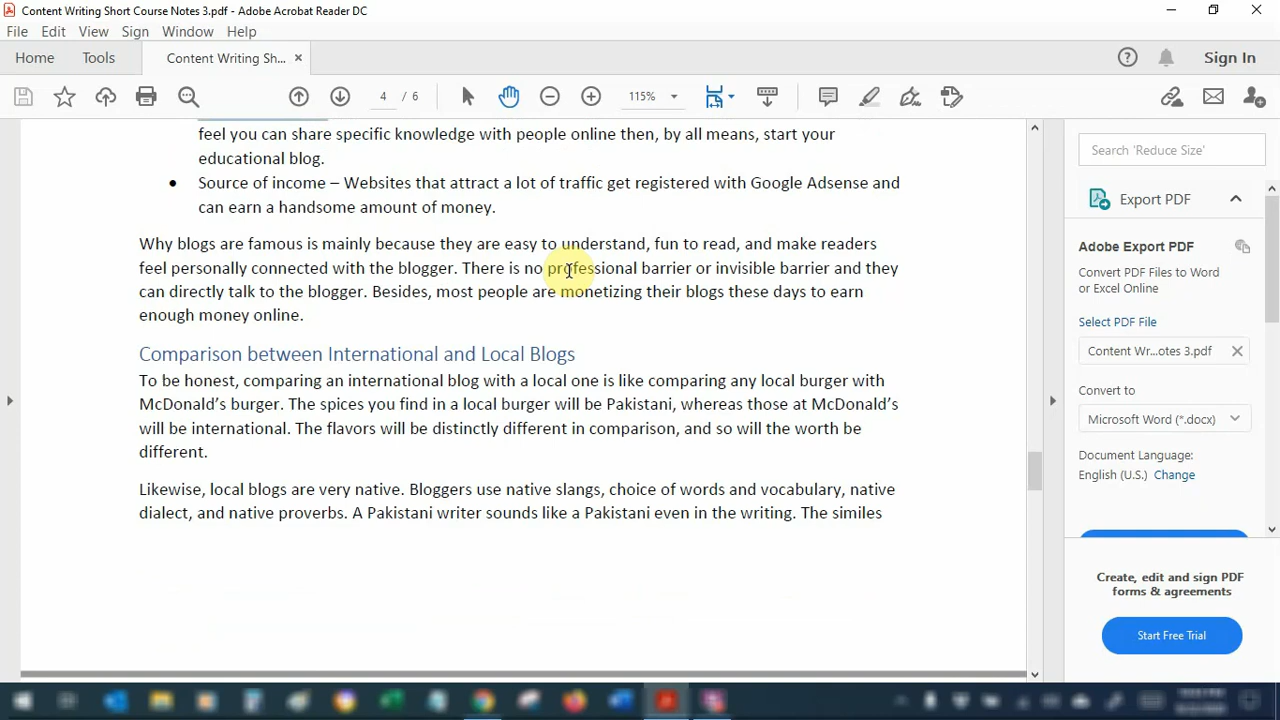 Content Writing Short Course Notes 3.pdf - Adobe Acrobat Reader DC
File Edit View Sign Window Help
Home Tools Content Writing Sh... Sign In
4 / 6 115%
feel you can share specific knowledge with people online then, by all means, start your
educational blog.
• Source of income – Websites that attract a lot of traffic get registered with Google Adsense and
can earn a handsome amount of money.
Why blogs are famous is mainly because they are easy to understand, fun to read, and make readers
feel personally connected with the blogger. There is no professional barrier or invisible barrier and they
can directly talk to the blogger. Besides, most people are monetizing their blogs these days to earn
enough money online.
Comparison between International and Local Blogs
To be honest, comparing an international blog with a local one is like comparing any local burger with
McDonald’s burger. The spices you find in a local burger will be Pakistani, whereas those at McDonald’s
will be international. The flavors will be distinctly different in comparison, and so will the worth be
different.
Likewise, local blogs are very native. Bloggers use native slangs, choice of words and vocabulary, native
dialect, and native proverbs. A Pakistani writer sounds like a Pakistani even in the writing. The similes
Search 'Reduce Size'
Export PDF
Adobe Export PDF
Convert PDF Files to Word
or Excel Online
Select PDF File
Content Wr...otes 3.pdf
Convert to
Microsoft Word (*.docx)
Document Language:
English (U.S.) Change
Create, edit and sign PDF
forms & agreements
Start Free Trial